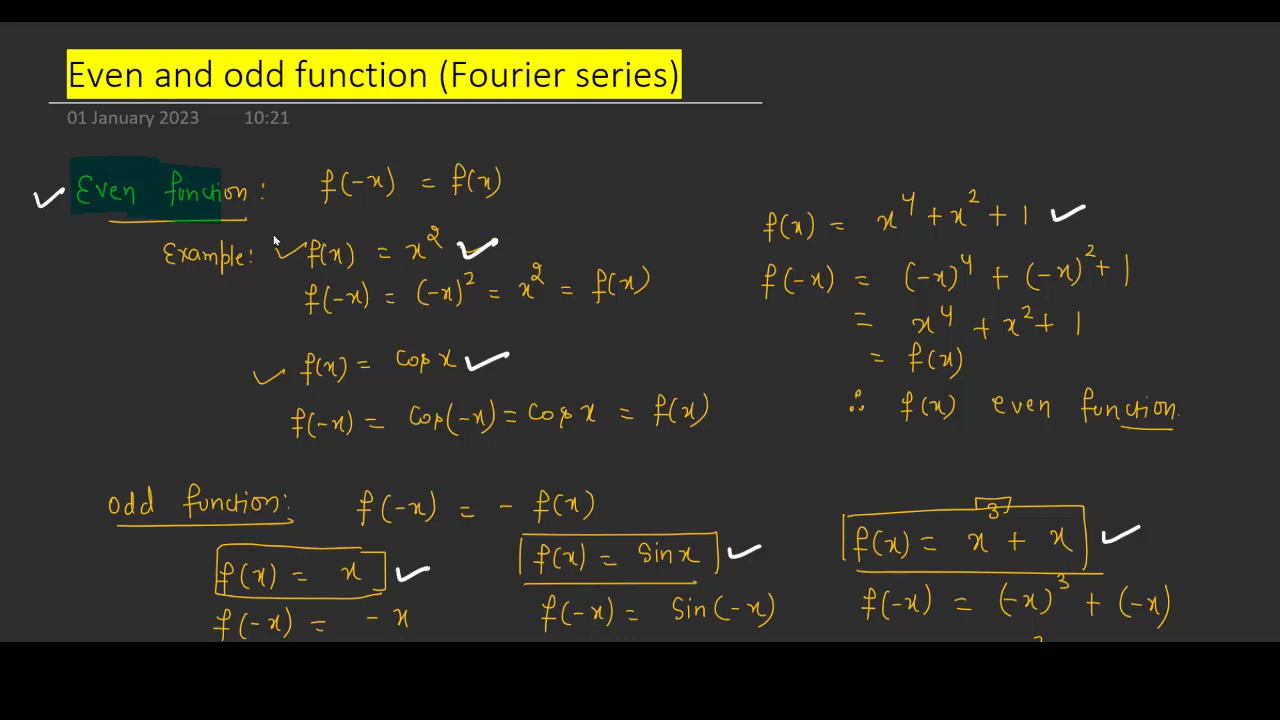 Even and odd function (Fourier series)
01 January 2023 10:21
Even function: f(-x) = f(x)
Example: f(x) = x²
f(-x) = (-x)² = x² = f(x)
f(x) = cos x
f(-x) = cos(-x) = cos x = f(x)
f(x) = x⁴ + x² + 1
f(-x) = (-x)⁴ + (-x)² + 1
= x⁴ + x² + 1
= f(x)
∴ f(x) even function.
odd function: f(-x) = - f(x)
f(x) = x
f(-x) = - x
f(x) = Sin x
f(-x) = Sin(-x)
f(x) = x³ + x
f(-x) = (-x)³ + (-x)